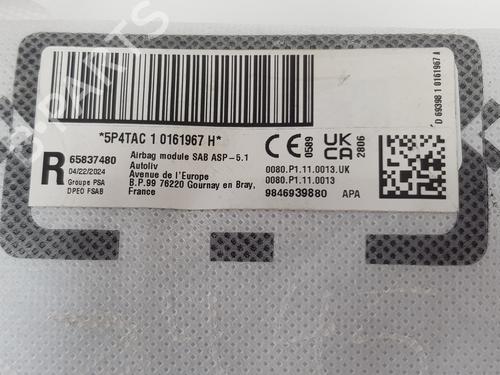 *5P4TAC 1 0161967 H*
R
65837480
04/22/2024
Groupe PSA
DPEO FSAB
Airbag module SAB ASP-6.1
Autoliv
Avenue de l'Europe
B.P.99 76220 Gournay en Bray,
France
CE
0589
UK
CA
2806
0080.P1.11.0013.UK
0080.P1.11.0013
9846939880 APA
D 69398 1 0161967 A